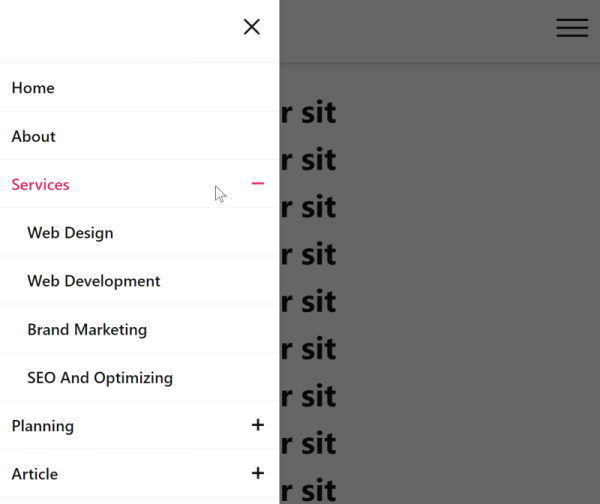 Home
About
Services
Web Design
Web Development
Brand Marketing
SEO And Optimizing
Planning
Article
r sit
r sit
r sit
r sit
r sit
r sit
r sit
r sit
r sit